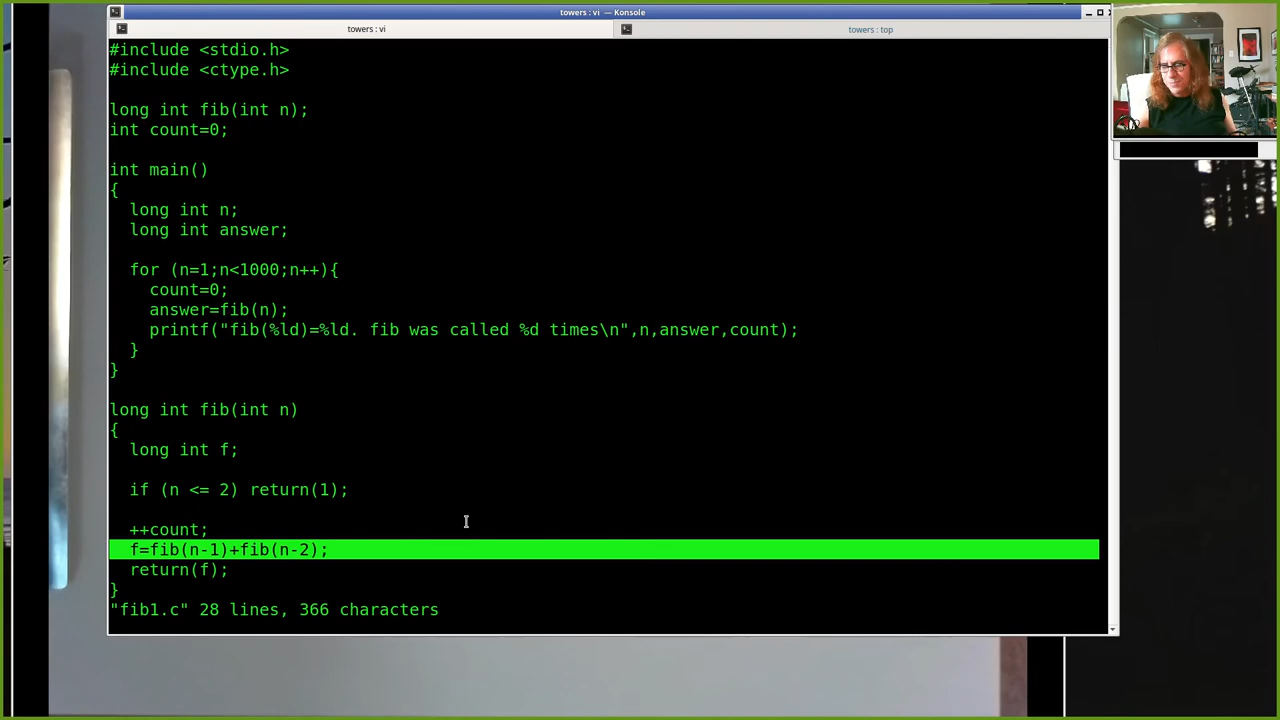 towers : vi — Konsole
towers : vi
towers : top
#include <stdio.h>
#include <ctype.h>
long int fib(int n);
int count=0;
int main()
{
  long int n;
  long int answer;
  for (n=1;n<1000;n++){
    count=0;
    answer=fib(n);
    printf("fib(%ld)=%ld. fib was called %d times\n",n,answer,count);
  }
}
long int fib(int n)
{
  long int f;
  if (n <= 2) return(1);
  ++count;
  f=fib(n-1)+fib(n-2);
  return(f);
}
"fib1.c" 28 lines, 366 characters